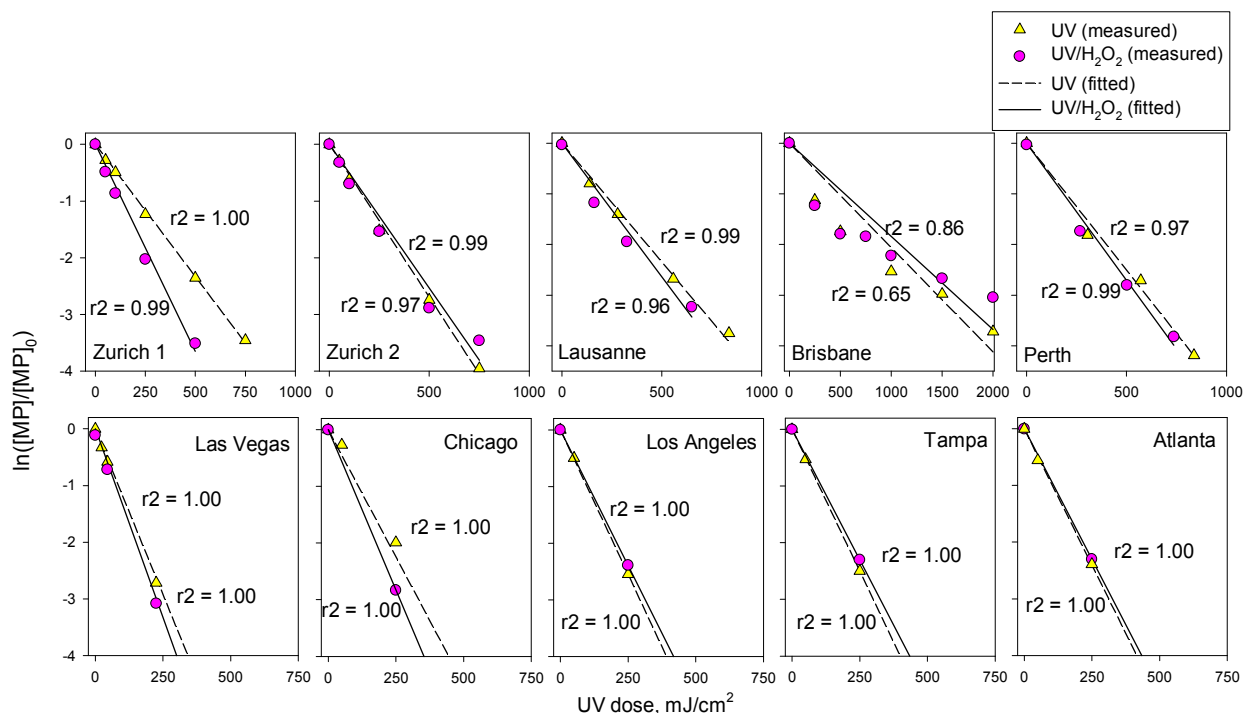 UV (measured)
UV/H2O2 (measured)
UV (fitted)
UV/H2O2 (fitted)
ln([MP]/[MP]0)
0
-1
-2
-3
-4
r2 = 1.00
r2 = 0.99
Zurich 1
0 250 500 750 1000
r2 = 0.99
r2 = 0.97
Zurich 2
0 500 1000
r2 = 0.99
r2 = 0.96
Lausanne
0 500 1000
r2 = 0.86
r2 = 0.65
Brisbane
0 500 1000 1500 2000
r2 = 0.97
r2 = 0.99
Perth
0 500 1000
0
-1
-2
-3
-4
Las Vegas
r2 = 1.00
r2 = 1.00
0 250 500 750
Chicago
r2 = 1.00
r2 = 1.00
0 250 500 750
Los Angeles
r2 = 1.00
r2 = 1.00
0 250 500 750
Tampa
r2 = 1.00
r2 = 1.00
0 250 500 750
Atlanta
r2 = 1.00
r2 = 1.00
0 250 500 750
UV dose, mJ/cm2